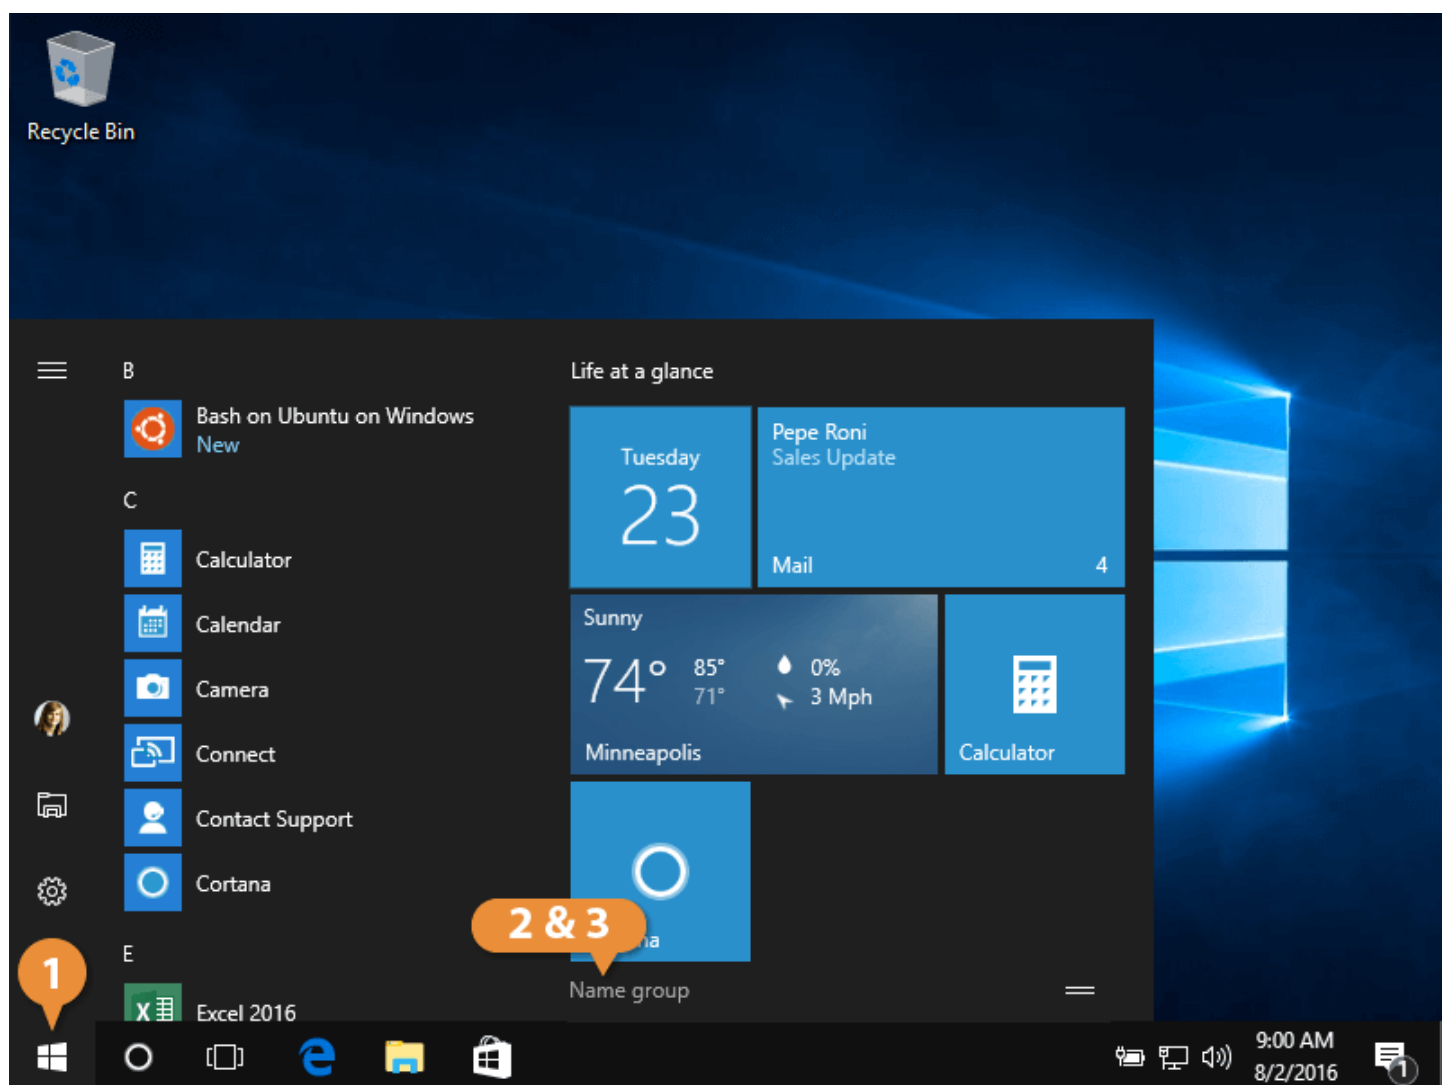 Recycle Bin
B
Bash on Ubuntu on Windows
New
C
Calculator
Calendar
Camera
Connect
Contact Support
Cortana
E
Excel 2016
Life at a glance
Tuesday
23
Pepe Roni
Sales Update
Mail 4
Sunny
74° 85° 0%
71° 3 Mph
Minneapolis
Calculator
na
Name group
1
2 & 3
9:00 AM
8/2/2016
1